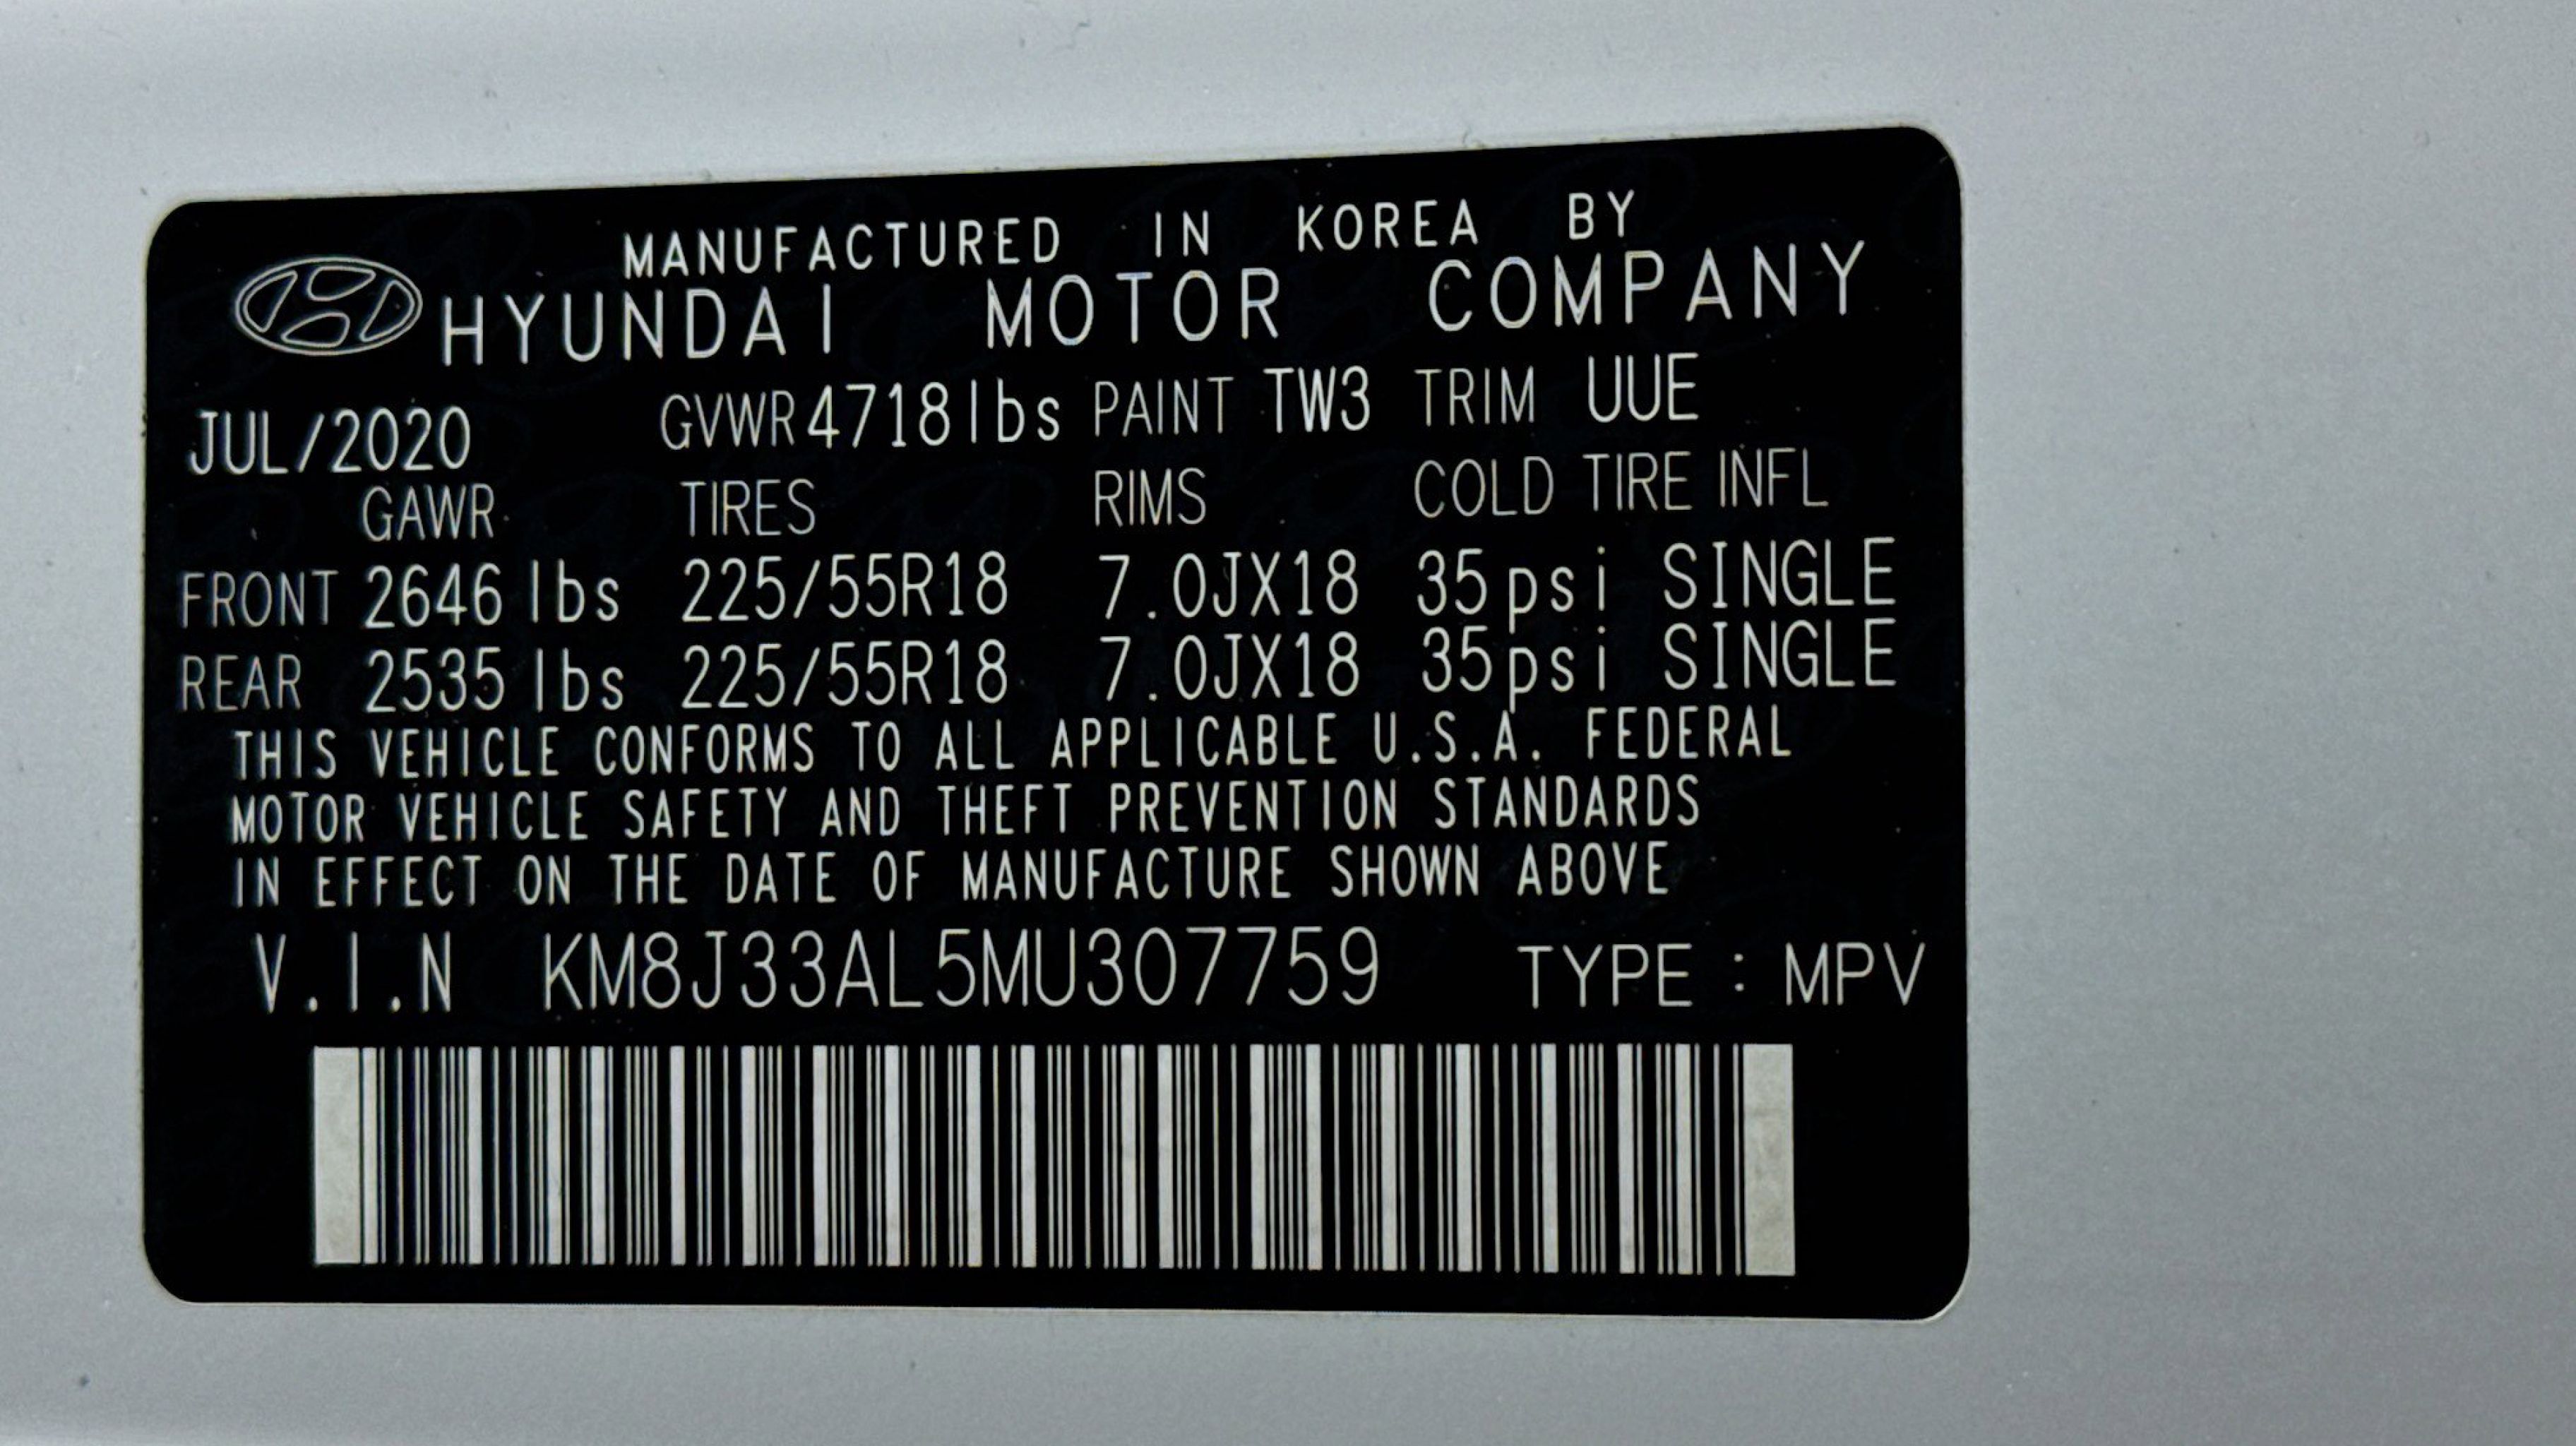 MANUFACTURED IN KOREA BY
HYUNDAI MOTOR COMPANY
JUL/2020 GVWR 4718lbs PAINT TW3 TRIM UUE
GAWR TIRES RIMS COLD TIRE INFL
FRONT 2646 lbs 225/55R18 7.0JX18 35psi SINGLE
REAR 2535 lbs 225/55R18 7.0JX18 35psi SINGLE
THIS VEHICLE CONFORMS TO ALL APPLICABLE U.S.A. FEDERAL
MOTOR VEHICLE SAFETY AND THEFT PREVENTION STANDARDS
IN EFFECT ON THE DATE OF MANUFACTURE SHOWN ABOVE
V.I.N KM8J33AL5MU307759 TYPE : MPV